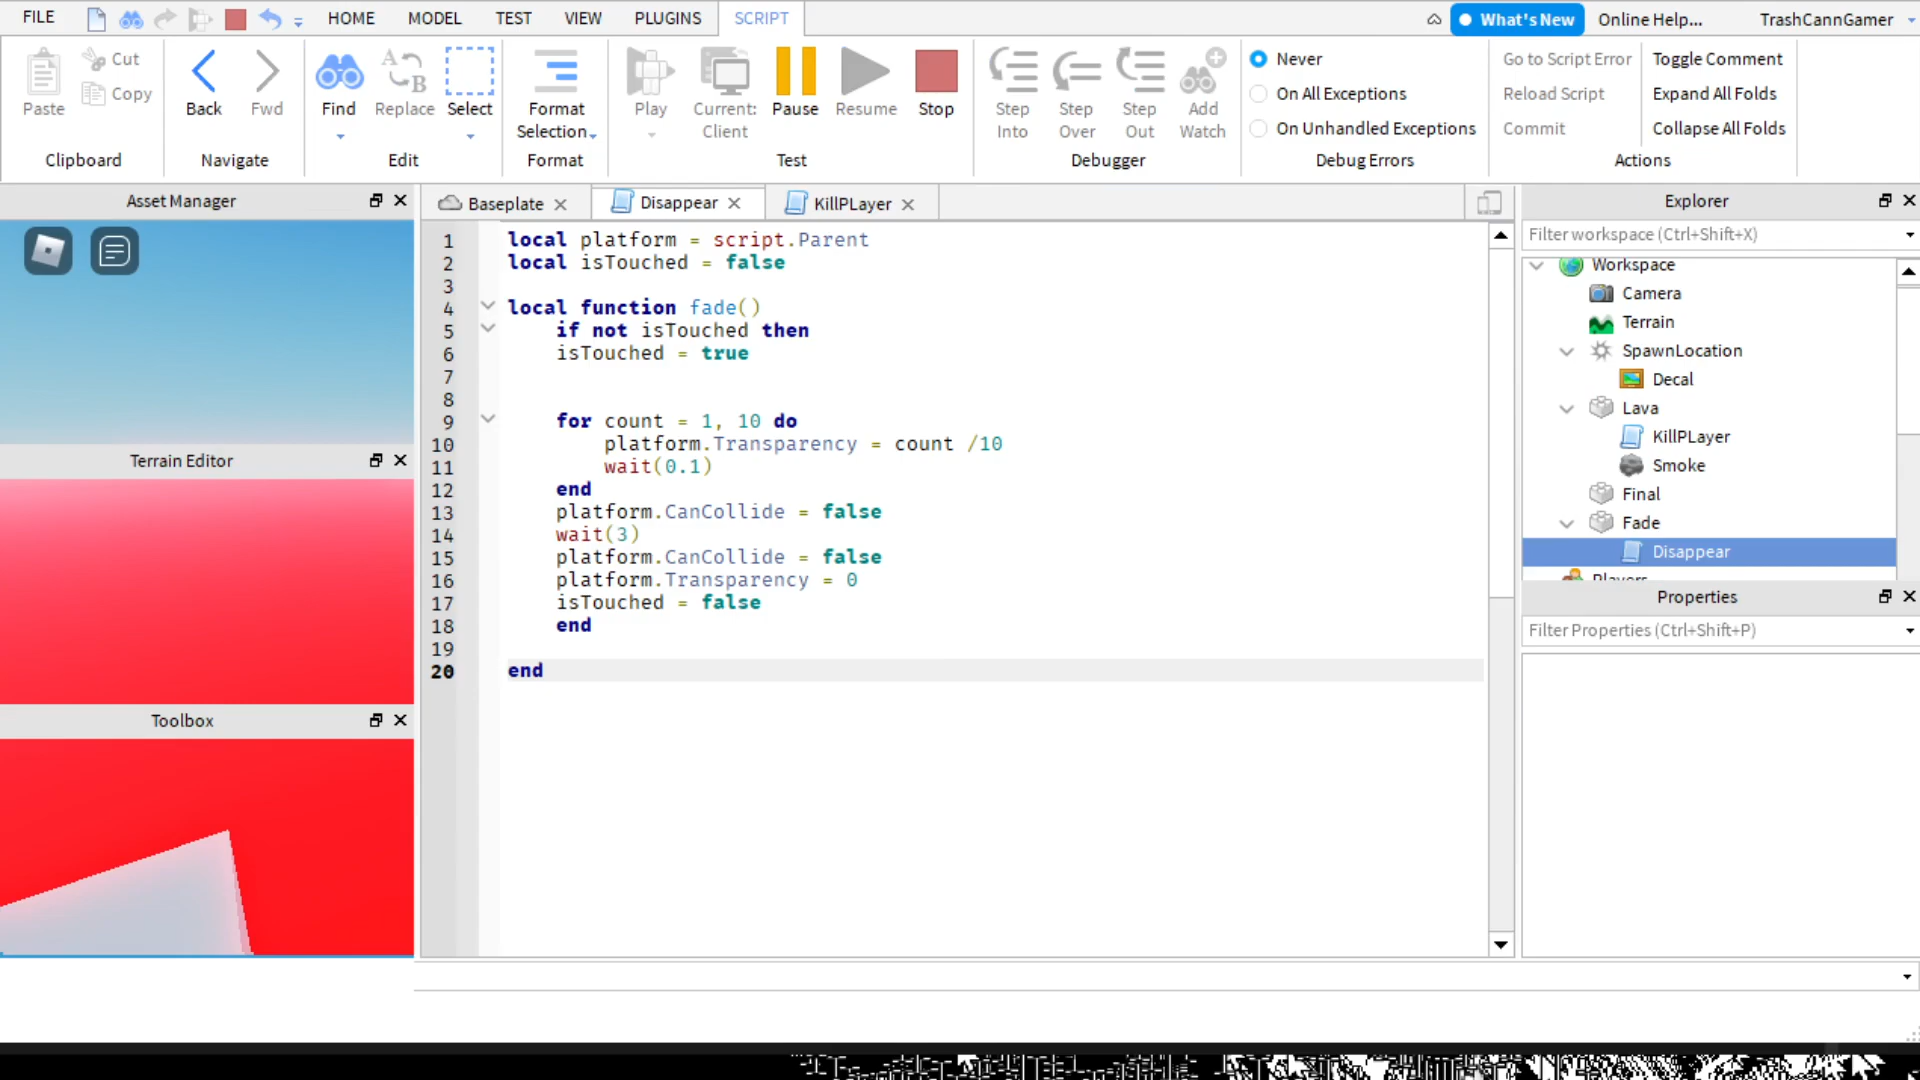 FILE HOME MODEL TEST VIEW PLUGINS SCRIPT What's New Online Help... TrashCannGamer
Paste Cut Copy Back Fwd Find Replace Select Format Selection Play Current: Client Pause Resume Stop Step Into Step Over Step Out Add Watch
Never Go to Script Error Toggle Comment
On All Exceptions Reload Script Expand All Folds
On Unhandled Exceptions Commit Collapse All Folds
Clipboard Navigate Edit Format Test Debugger Debug Errors Actions
Asset Manager
Terrain Editor
Toolbox
Baseplate Disappear KillPLayer
1 local platform = script.Parent
2 local isTouched = false
3
4 local function fade()
5 if not isTouched then
6 isTouched = true
7
8
9 for count = 1, 10 do
10 platform.Transparency = count /10
11 wait(0.1)
12 end
13 platform.CanCollide = false
14 wait(3)
15 platform.CanCollide = false
16 platform.Transparency = 0
17 isTouched = false
18 end
19
20 end
Explorer
Filter workspace (Ctrl+Shift+X)
Workspace
Camera
Terrain
SpawnLocation
Decal
Lava
KillPLayer
Smoke
Final
Fade
Disappear
Players
Properties
Filter Properties (Ctrl+Shift+P)